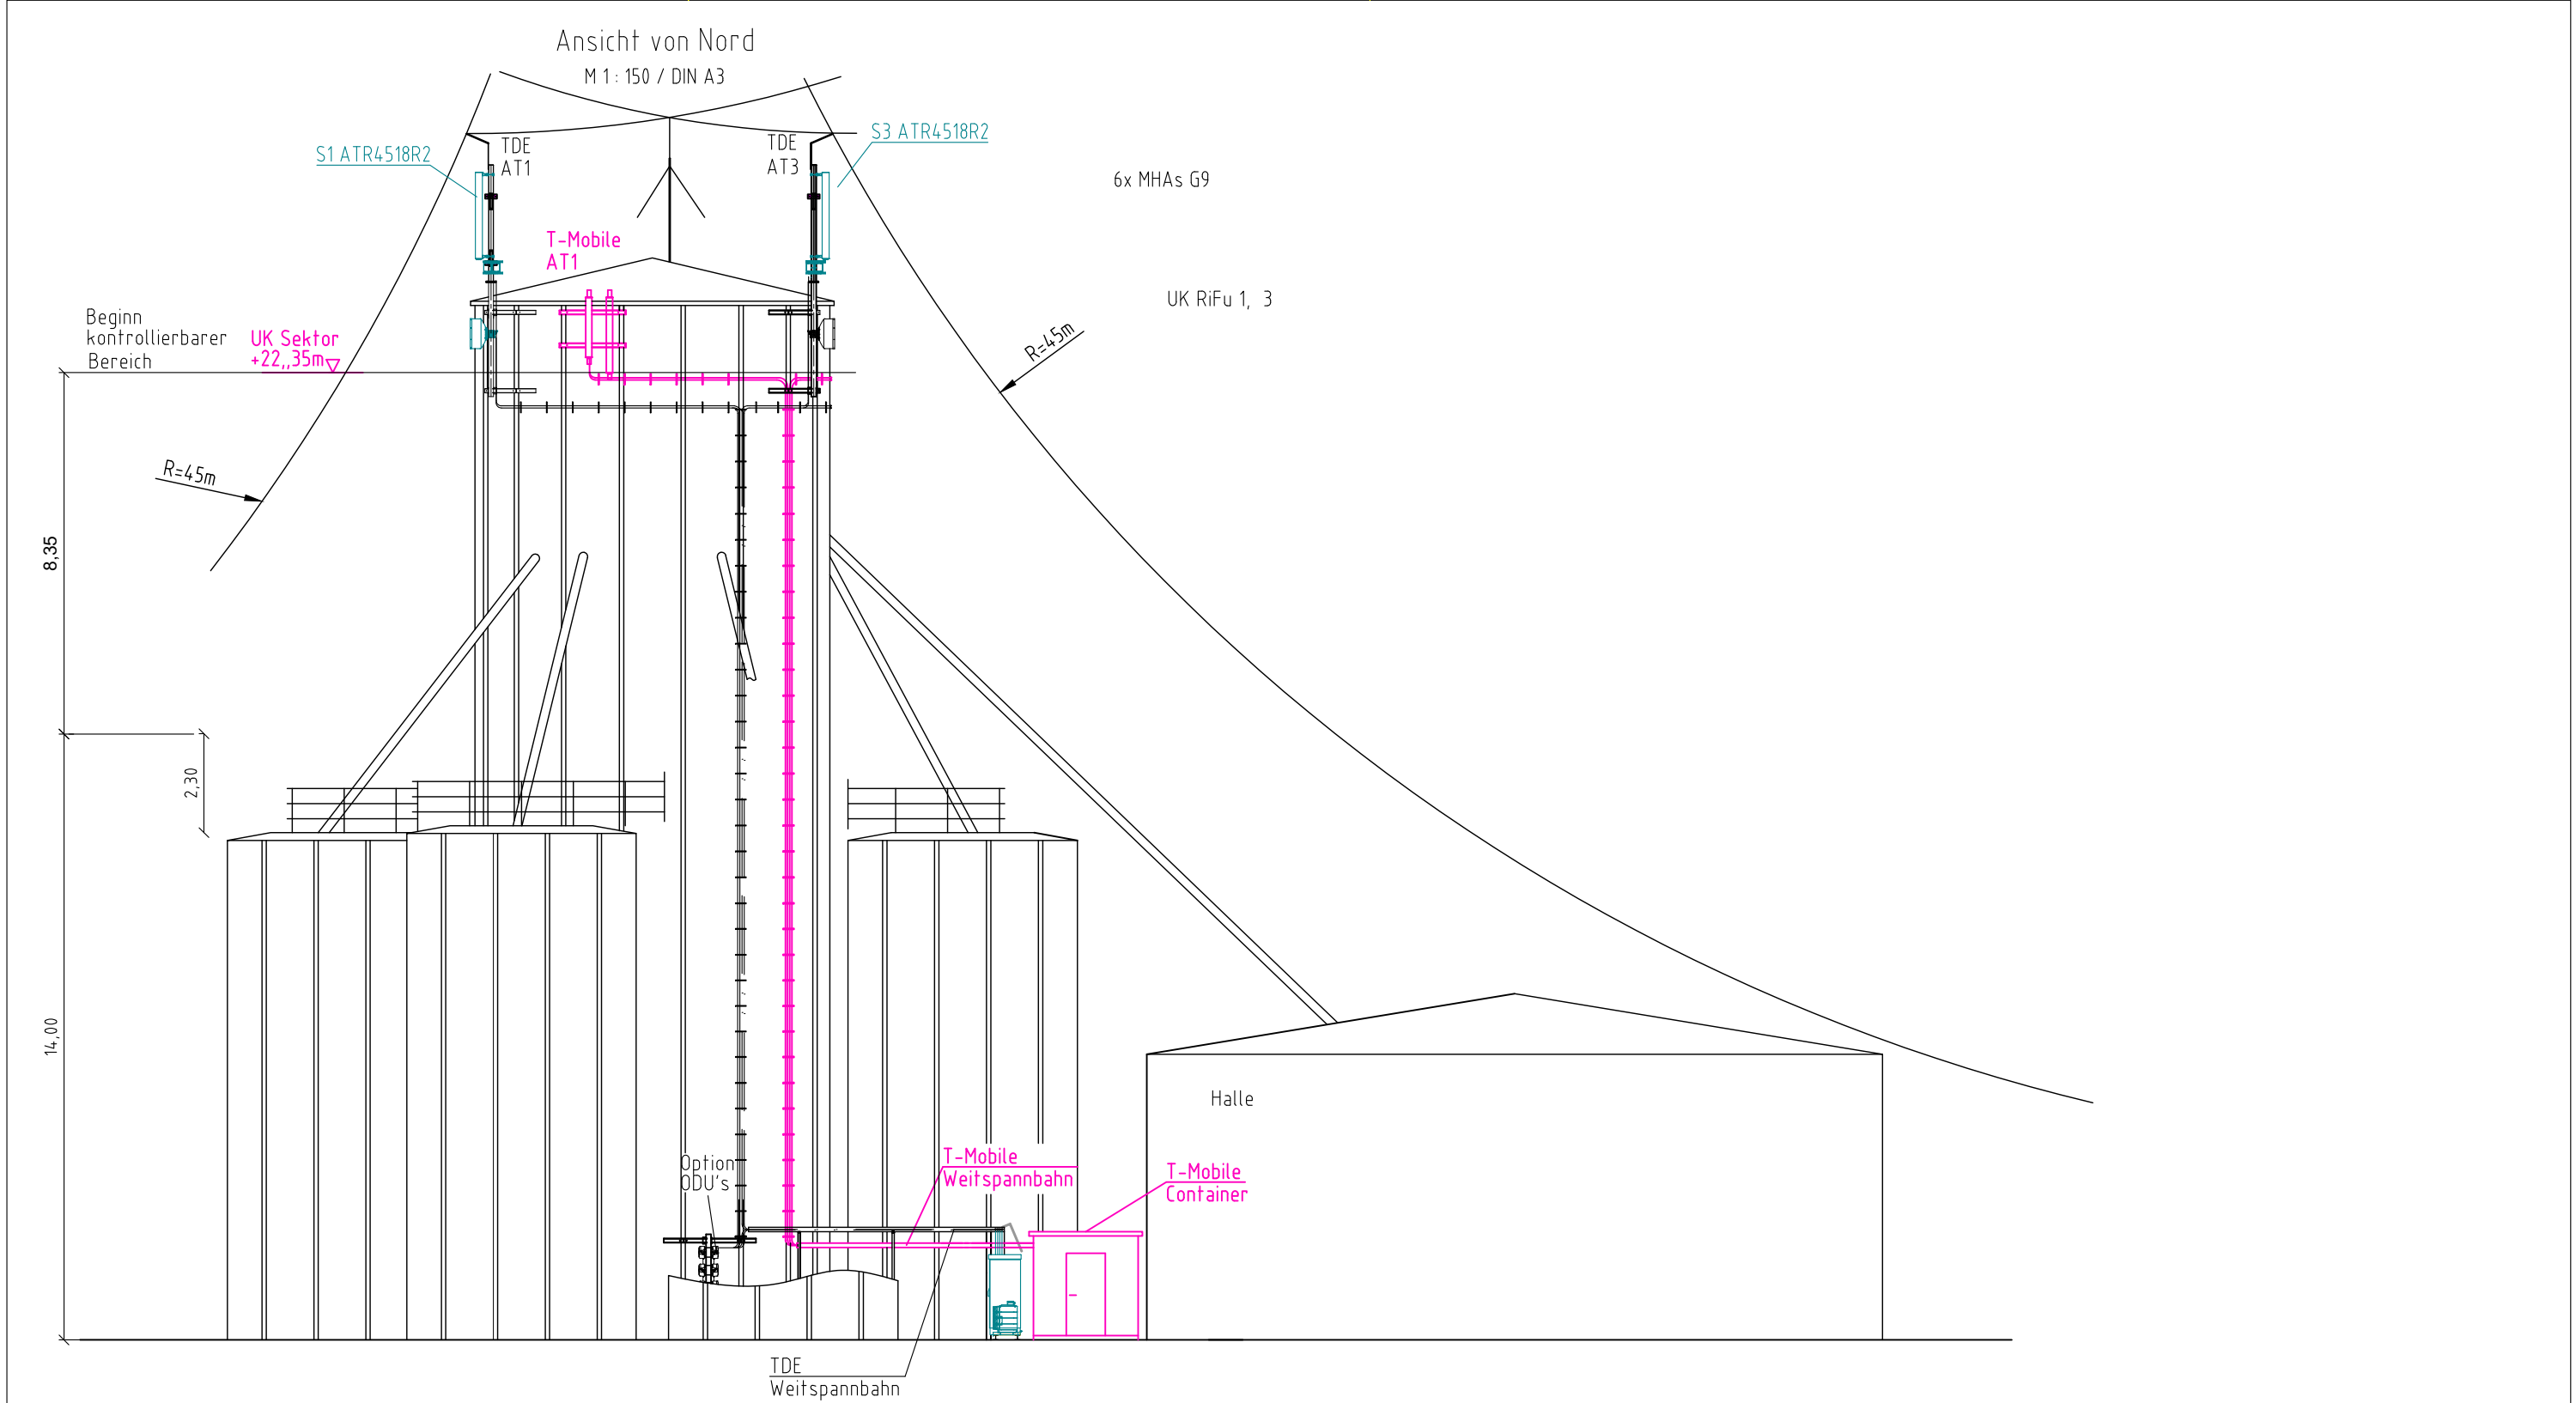 Ansicht von Nord
M 1 : 150 / DIN A3
S1 ATR4518R2
TDE
AT1
TDE
AT3
S3 ATR4518R2
6x MHAs G9
T-Mobile
AT1
UK RiFu 1, 3
Beginn
kontrollierbarer
Bereich
UK Sektor
+22,,35m
R=45m
R=45m
8,35
2,30
14,00
Halle
Option
ODU's
T-Mobile
Weitspannbahn
T-Mobile
Container
TDE
Weitspannbahn